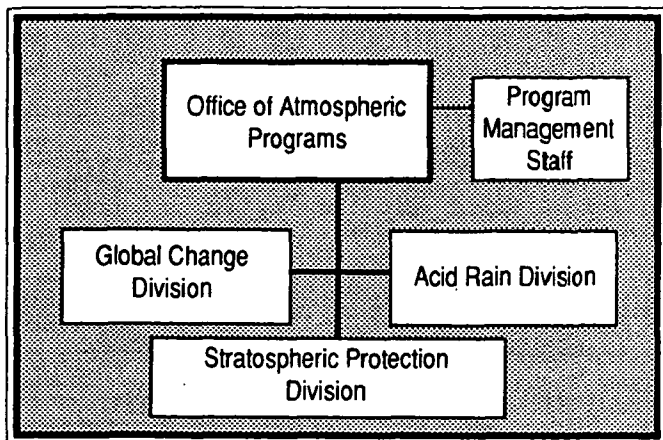 Office of Atmospheric
Programs
Program
Management
Staff
Global Change
Division
Acid Rain Division
Stratospheric Protection
Division